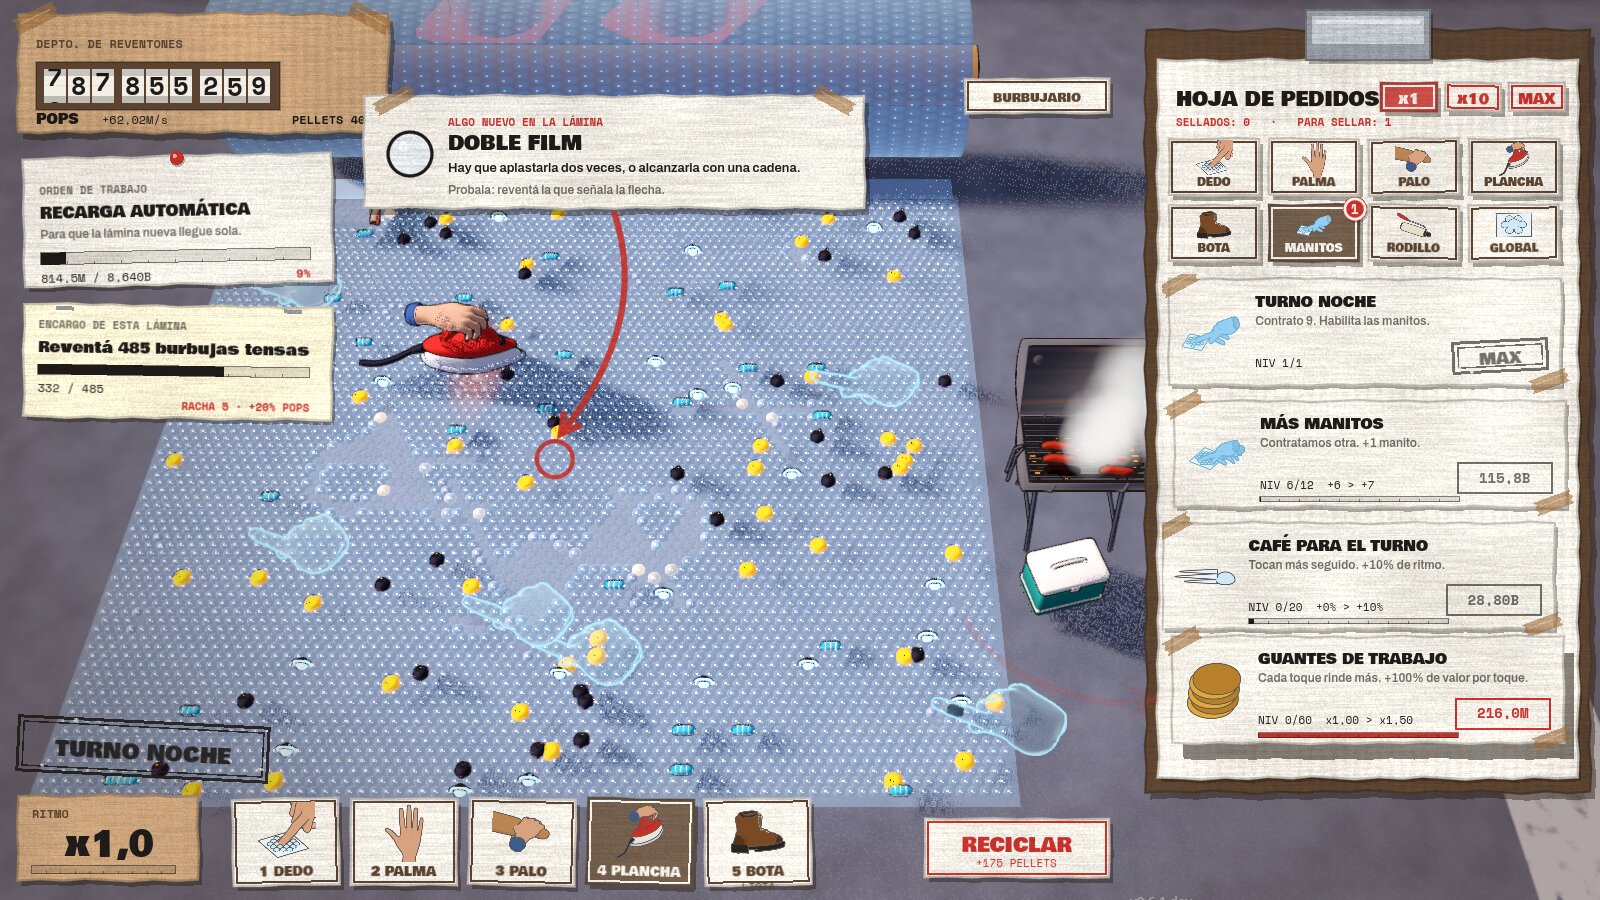 DEPTO. DE REVENTONES
787 855 259
POPS +62,02M/s PELLETS 40
ORDEN DE TRABAJO
RECARGA AUTOMÁTICA
Para que la lámina nueva llegue sola.
814,5M / 8.640B 9%
ENCARGO DE ESTA LÁMINA
Reventá 485 burbujas tensas
332 / 485
RACHA 5 · +20% POPS
ALGO NUEVO EN LA LÁMINA
DOBLE FILM
Hay que aplastarla dos veces, o alcanzarla con una cadena.
Probala: reventá la que señala la flecha.
BURBUJARIO
HOJA DE PEDIDOS x1 x10 MAX
SELLADOS: 0 · PARA SELLAR: 1
DEDO PALMA PALO PLANCHA
1
BOTA MANITOS RODILLO GLOBAL
TURNO NOCHE
Contrato 9. Habilita las manitos.
NIV 1/1 MAX
MÁS MANITOS
Contratamos otra. +1 manito.
NIV 6/12 +6 > +7 115,8B
CAFÉ PARA EL TURNO
Tocan más seguido. +10% de ritmo.
NIV 0/20 +0% > +10% 28,80B
GUANTES DE TRABAJO
Cada toque rinde más. +100% de valor por toque.
NIV 0/60 x1,00 > x1,50 216,0M
TURNO NOCHE
RITMO
x1,0
1 DEDO 2 PALMA 3 PALO 4 PLANCHA 5 BOTA
RECICLAR
+175 PELLETS